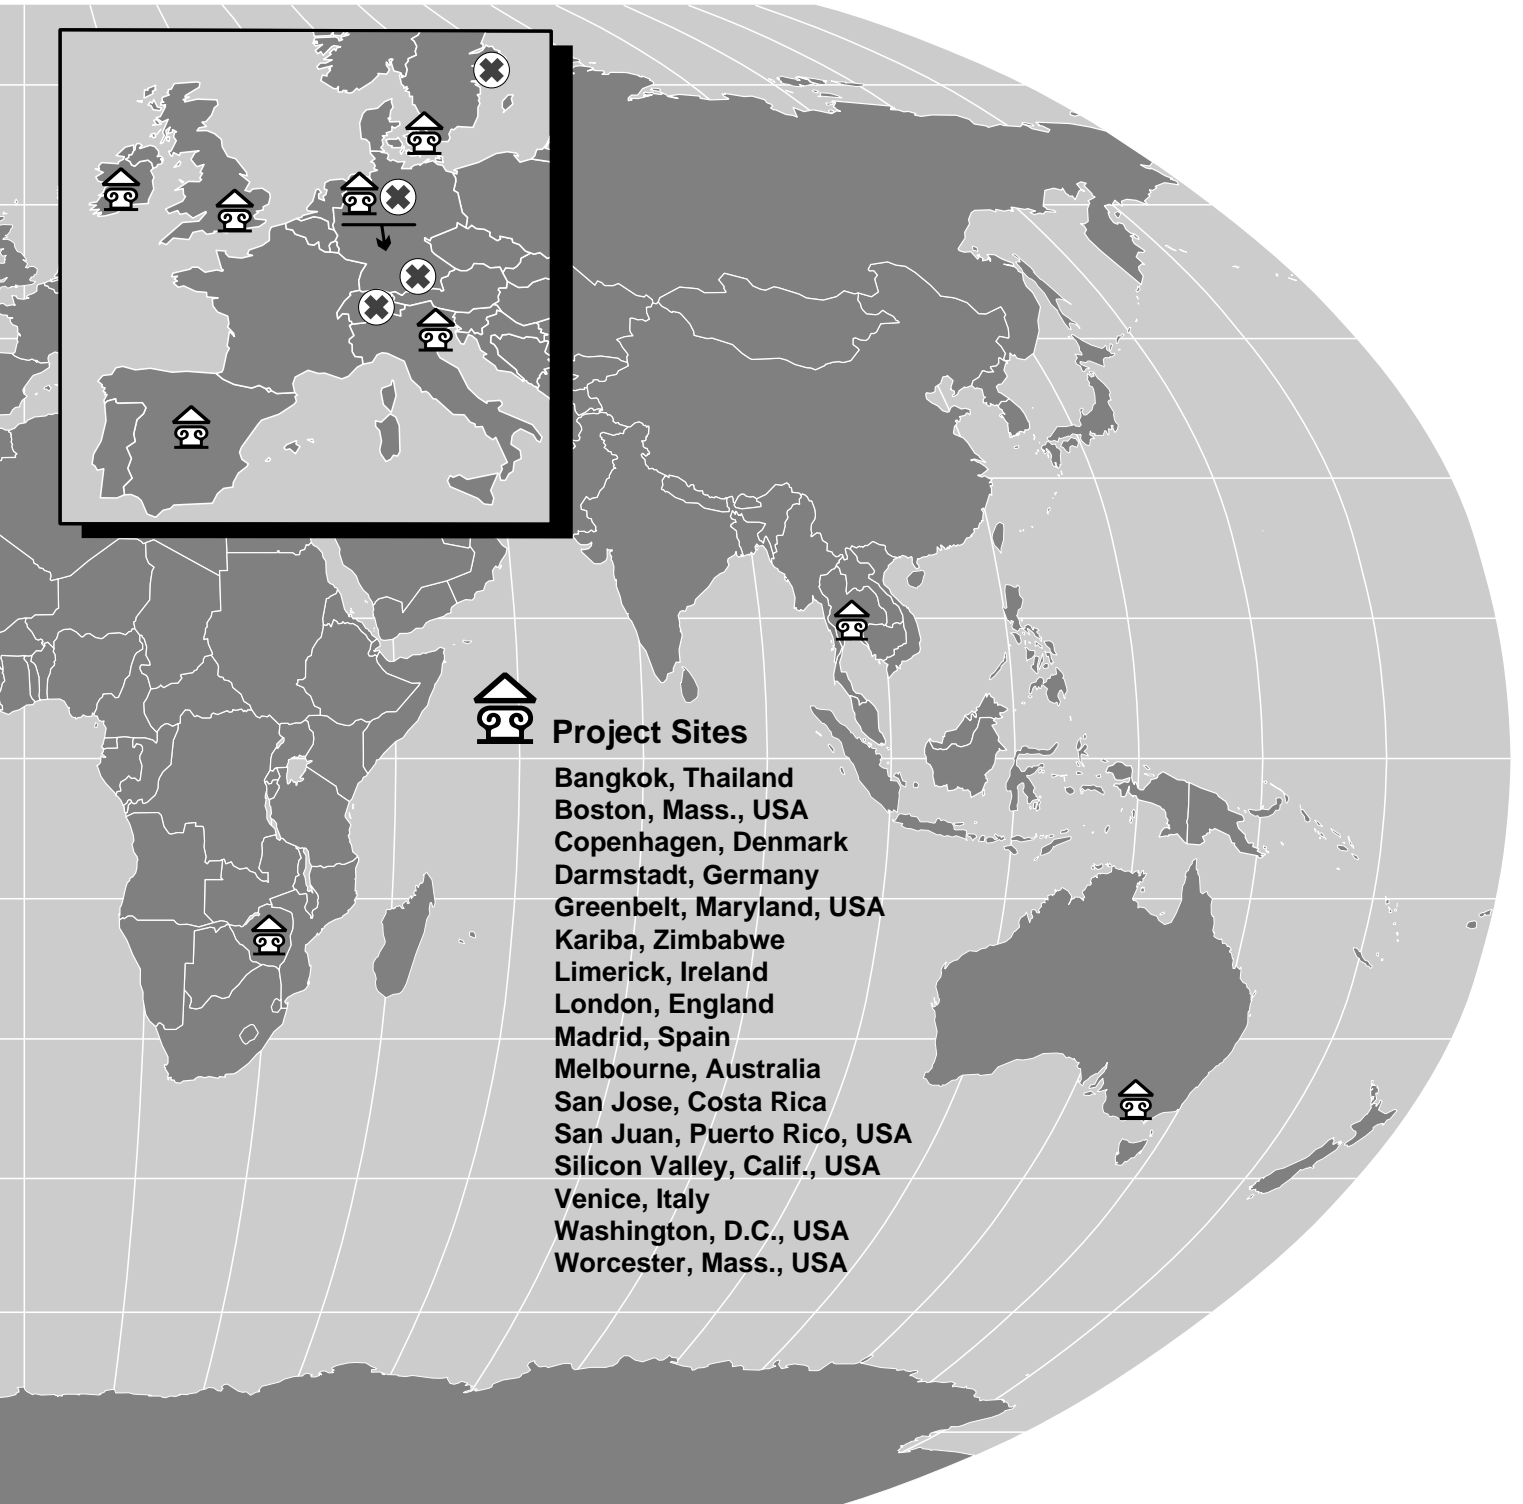 Project Sites
Bangkok, Thailand
Boston, Mass., USA
Copenhagen, Denmark
Darmstadt, Germany
Greenbelt, Maryland, USA
Kariba, Zimbabwe
Limerick, Ireland
London, England
Madrid, Spain
Melbourne, Australia
San Jose, Costa Rica
San Juan, Puerto Rico, USA
Silicon Valley, Calif., USA
Venice, Italy
Washington, D.C., USA
Worcester, Mass., USA